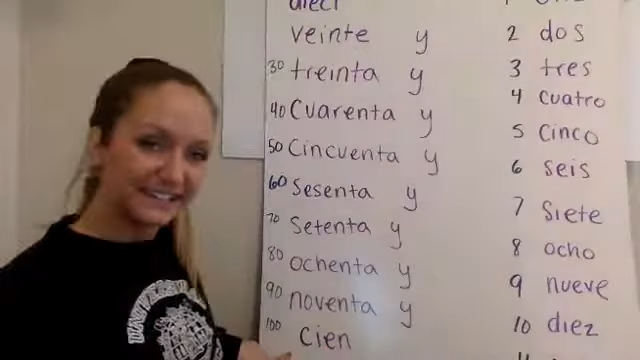 dieci
veinte y 2 dos
30 treinta y 3 tres
40 Cuarenta y 4 cuatro
50 Cincuenta y 5 cinco
60 Sesenta y 6 seis
70 Setenta y 7 siete
80 ochenta y 8 ocho
90 noventa y 9 nueve
100 Cien 10 diez